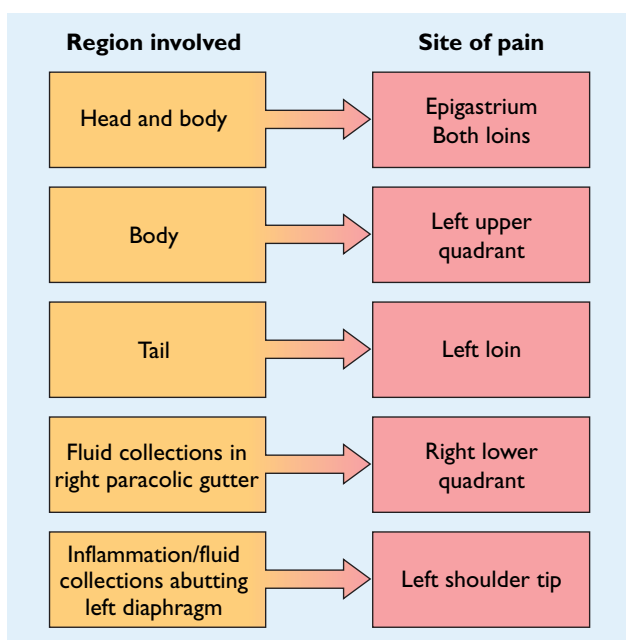 Region involved
Site of pain
Head and body
Epigastrium
Both loins
Body
Left upper
quadrant
Tail
Left loin
Fluid collections in
right paracolic gutter
Right lower
quadrant
Inflammation/fluid
collections abutting
left diaphragm
Left shoulder tip